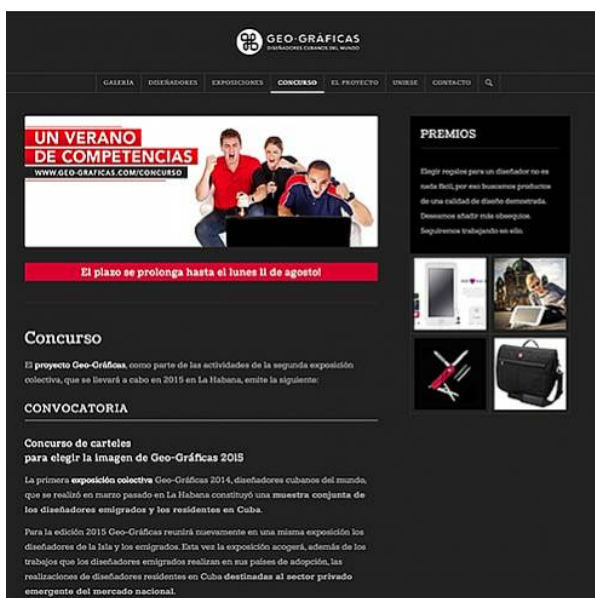 GEO-GRÁFICAS
DISEÑADORES CUBANOS DEL MUNDO
GALERÍA DISEÑADORES EXPOSICIONES CONCURSO EL PROYECTO UNIRSE CONTACTO
UN VERANO
DE COMPETENCIAS
WWW.GEO-GRAFICAS.COM/CONCURSO
El plazo se prolonga hasta el lunes 11 de agosto!
Concurso
El proyecto Geo-Gráficas, como parte de las actividades de la segunda exposición
colectiva, que se llevará a cabo en 2015 en La Habana, emite la siguiente:
CONVOCATORIA
Concurso de carteles
para elegir la imagen de Geo-Gráficas 2015
La primera exposición colectiva Geo-Gráficas 2014, diseñadores cubanos del mundo,
que se realizó en marzo pasado en La Habana constituyó una muestra conjunta de
los diseñadores emigrados y los residentes en Cuba.
Para la edición 2015 Geo-Gráficas reunirá nuevamente en una misma exposición los
diseñadores de la Isla y los emigrados. Esta vez la exposición acogerá, además de los
trabajos que los diseñadores emigrados realizan en sus países de adopción, las
realizaciones de diseñadores residentes en Cuba destinadas al sector privado
emergente del mercado nacional.
PREMIOS
Elegir regalos para un diseñador no es
nada fácil, por eso buscamos productos
de una calidad de diseño demostrada.
Deseamos añadir más obsequios.
Seguiremos trabajando en ello.